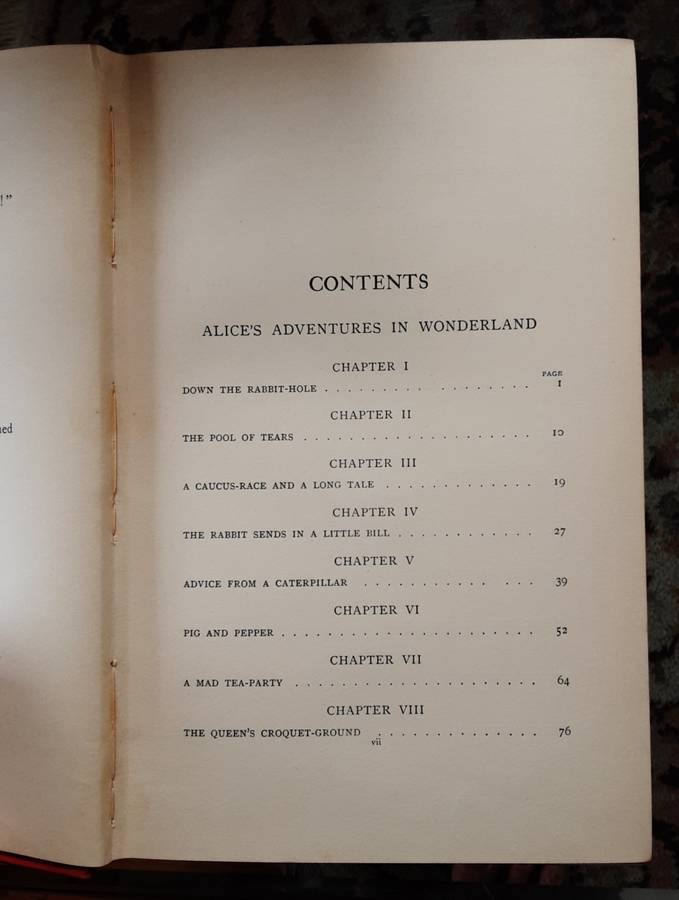 !"
ned
CONTENTS
ALICE'S ADVENTURES IN WONDERLAND
CHAPTER I
PAGE
DOWN THE RABBIT-HOLE . . . . . . . . . . . . . . . . . 1
CHAPTER II
THE POOL OF TEARS . . . . . . . . . . . . . . . . . . . . 10
CHAPTER III
A CAUCUS-RACE AND A LONG TALE . . . . . . . . . . . . . 19
CHAPTER IV
THE RABBIT SENDS IN A LITTLE BILL . . . . . . . . . . . . 27
CHAPTER V
ADVICE FROM A CATERPILLAR . . . . . . . . . . . . . . 39
CHAPTER VI
PIG AND PEPPER . . . . . . . . . . . . . . . . . . . . . . 52
CHAPTER VII
A MAD TEA-PARTY . . . . . . . . . . . . . . . . . . . . . 64
CHAPTER VIII
THE QUEEN'S CROQUET-GROUND . . . . . . . . . . . . . . 76
vii